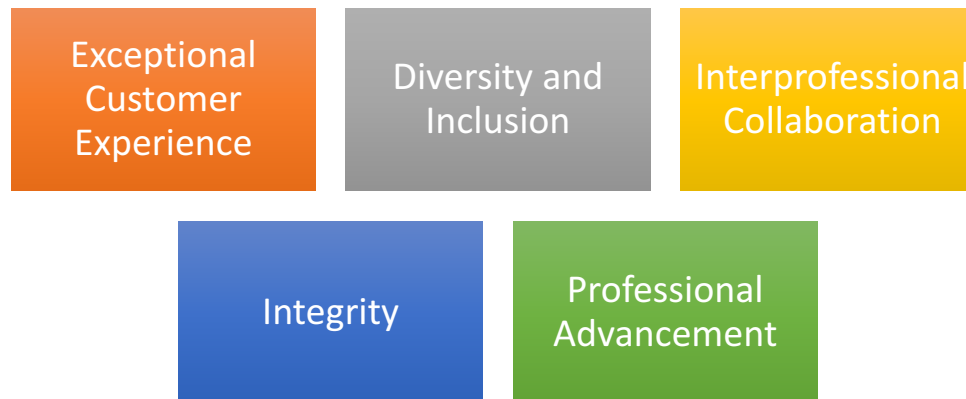 Exceptional
Customer
Experience
Diversity and
Inclusion
Interprofessional
Collaboration
Integrity
Professional
Advancement